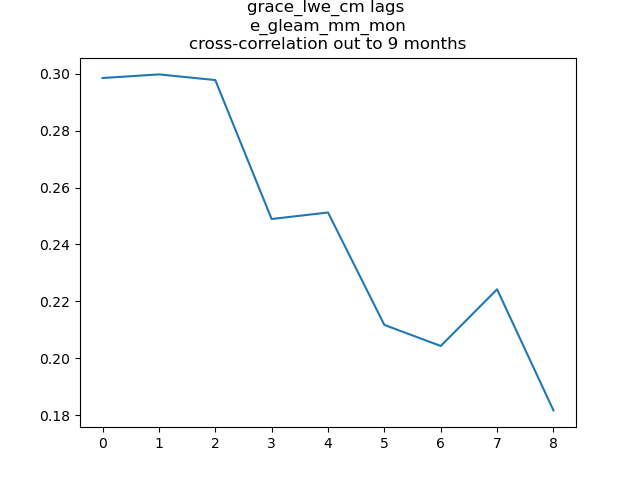 grace_lwe_cm lags
e_gleam_mm_mon
cross-correlation out to 9 months
0.30
0.28
0.26
0.24
0.22
0.20
0.18
0 1 2 3 4 5 6 7 8